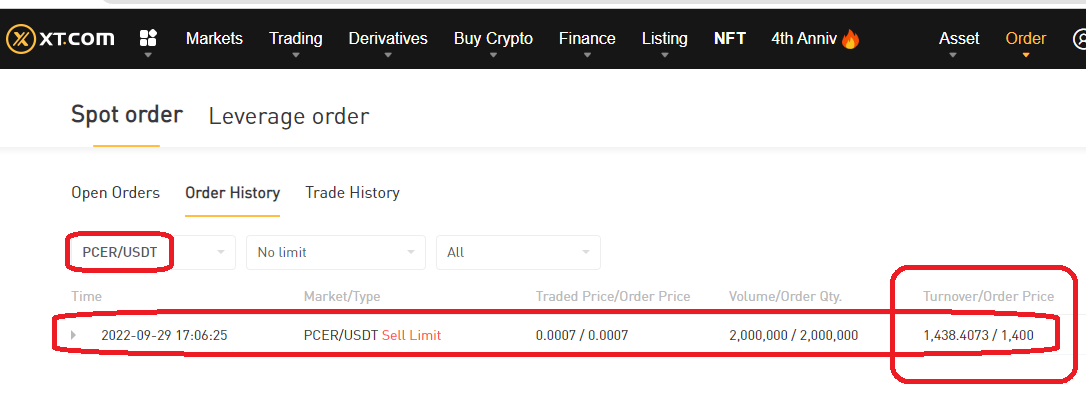 XT.COM Markets Trading Derivatives Buy Crypto Finance Listing NFT 4th Anniv🔥 Asset Order
Spot order Leverage order
Open Orders Order History Trade History
PCER/USDT No limit All
Time Market/Type Traded Price/Order Price Volume/Order Qty. Turnover/Order Price
2022-09-29 17:06:25 PCER/USDT Sell Limit 0.0007 / 0.0007 2,000,000 / 2,000,000 1,438.4073 / 1,400